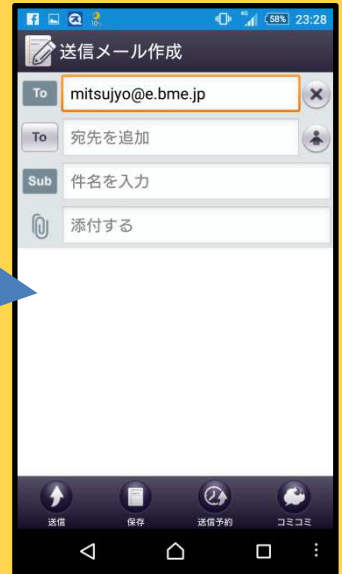 58% 23:28
送信メール作成
To mitsujyo@e.bme.jp
To 宛先を追加
Sub 件名を入力
添付する
送信 保存 送信予約 コミコミ